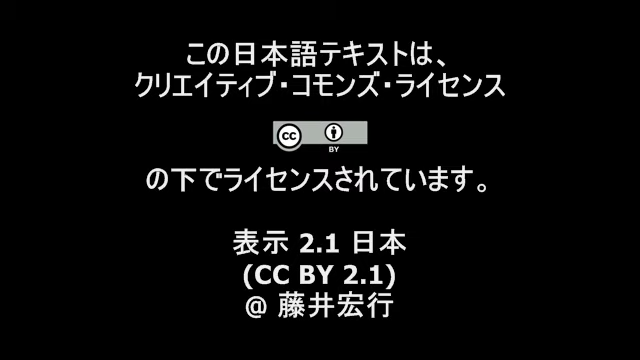 この日本語テキストは、
クリエイティブ・コモンズ・ライセンス
cc
BY
の下でライセンスされています。
表示 2.1 日本
(CC BY 2.1)
@ 藤井宏行